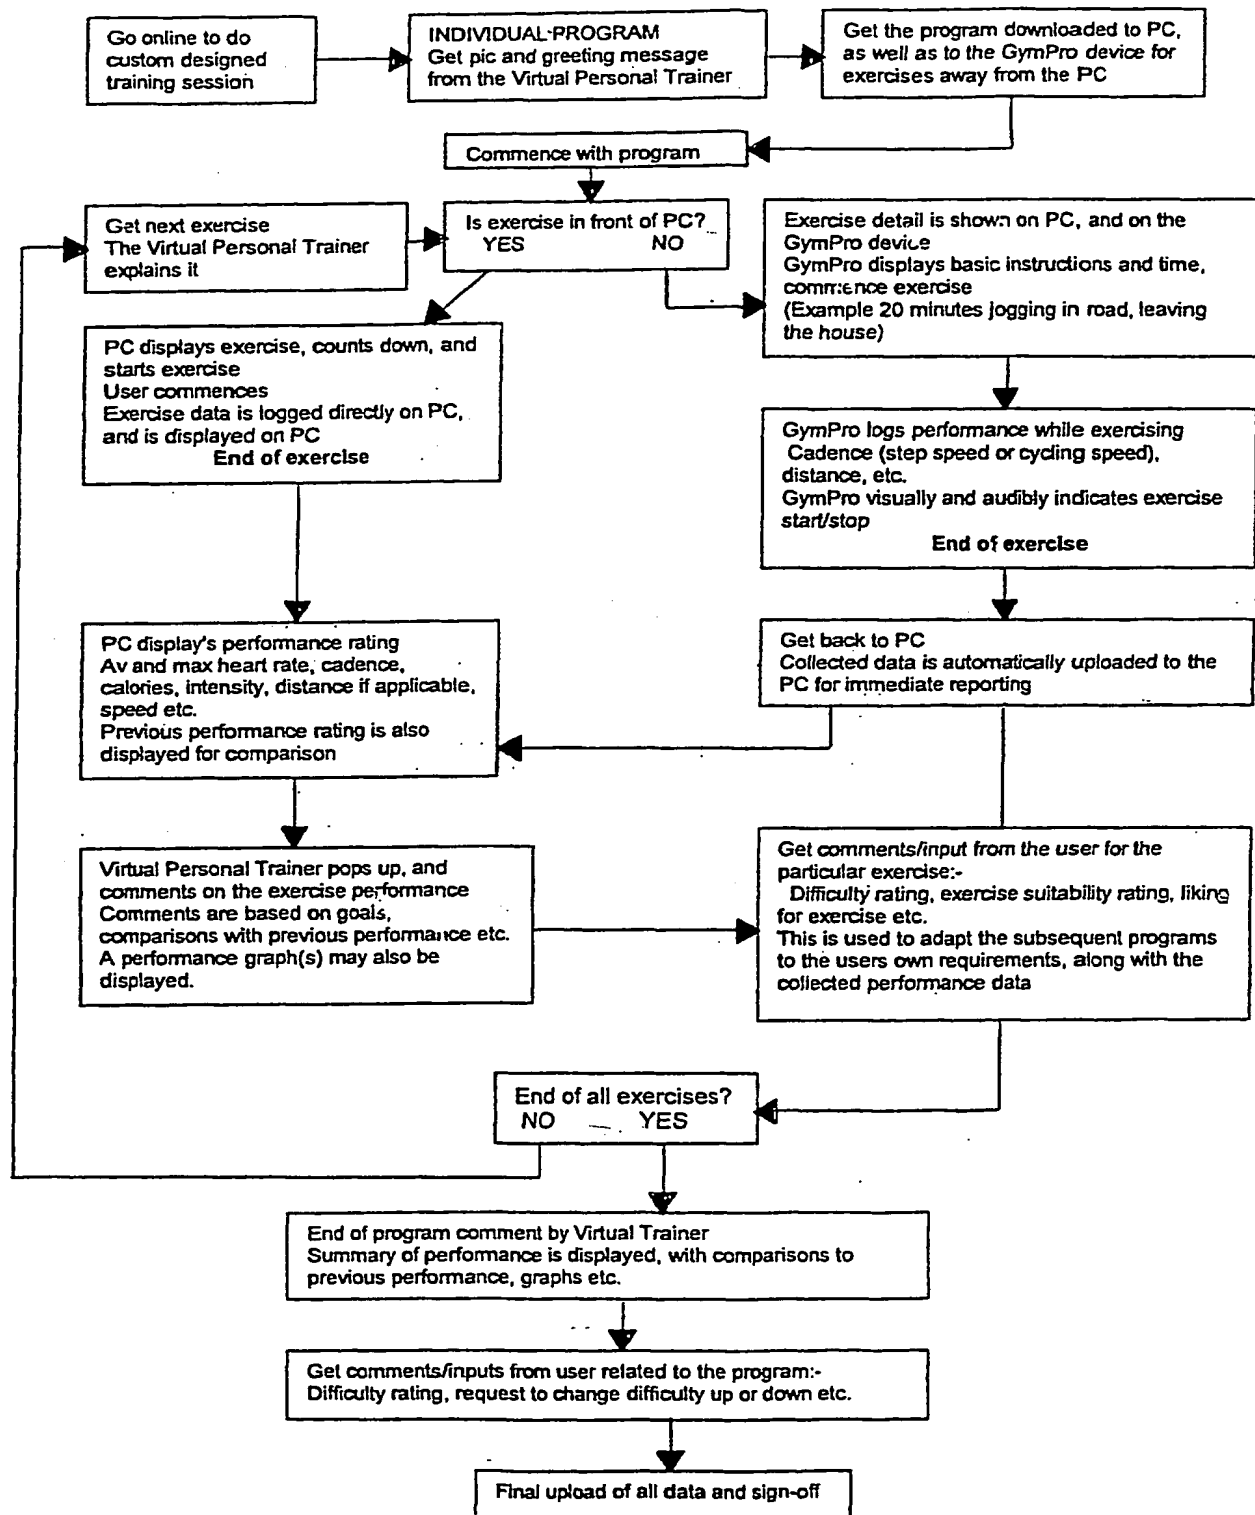 Go online to do
custom designed
training session
INDIVIDUAL-PROGRAM
Get pic and greeting message
from the Virtual Personal Trainer
Get the program downloaded to PC,
as well as to the GymPro device for
exercises away from the PC
Commence with program
Get next exercise
The Virtual Personal Trainer
explains it
Is exercise in front of PC?
YES NO
Exercise detail is shown on PC, and on the
GymPro device
GymPro displays basic instructions and time,
commence exercise
(Example 20 minutes jogging in road, leaving
the house)
PC displays exercise, counts down, and
starts exercise
User commences
Exercise data is logged directly on PC,
and is displayed on PC
End of exercise
GymPro logs performance while exercising
Cadence (step speed or cycling speed),
distance, etc.
GymPro visually and audibly indicates exercise
start/stop
End of exercise
PC display's performance rating
Av and max heart rate, cadence,
calories, intensity, distance if applicable,
speed etc.
Previous performance rating is also
displayed for comparison
Get back to PC
Collected data is automatically uploaded to the
PC for immediate reporting
Virtual Personal Trainer pops up, and
comments on the exercise performance
Comments are based on goals,
comparisons with previous performance etc.
A performance graph(s) may also be
displayed.
Get comments/input from the user for the
particular exercise:-
Difficulty rating, exercise suitability rating, liking
for exercise etc.
This is used to adapt the subsequent programs
to the users own requirements, along with the
collected performance data
End of all exercises?
NO YES
End of program comment by Virtual Trainer
Summary of performance is displayed, with comparisons to
previous performance, graphs etc.
Get comments/inputs from user related to the program:-
Difficulty rating, request to change difficulty up or down etc.
Final upload of all data and sign-off